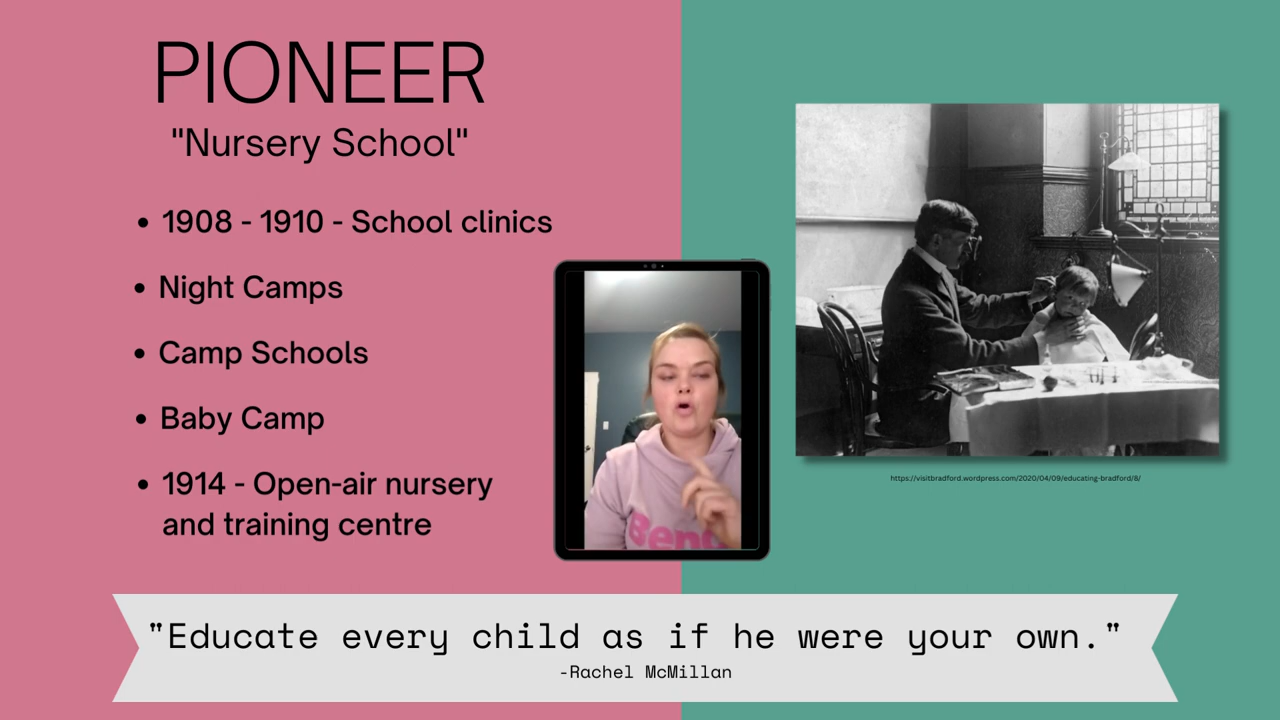 PIONEER
"Nursery School"
• 1908 - 1910 - School clinics
• Night Camps
• Camp Schools
• Baby Camp
• 1914 - Open-air nursery
and training centre
https://visitbradford.wordpress.com/2020/04/09/educating-bradford/8/
"Educate every child as if he were your own."
-Rachel McMillan